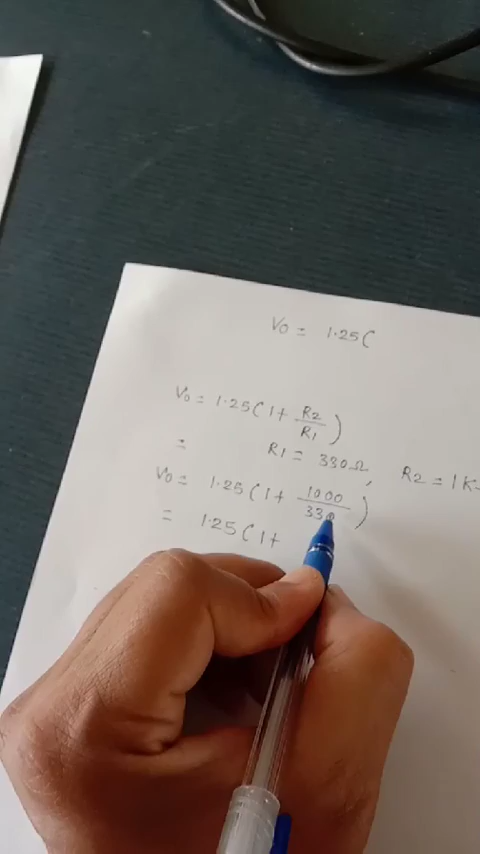 Vo = 1.25(
Vo = 1.25(1+ R2/R1)
= R1 = 330Ω, R2 = 1K
Vo = 1.25(1+ 1000/330)
= 1.25(1+